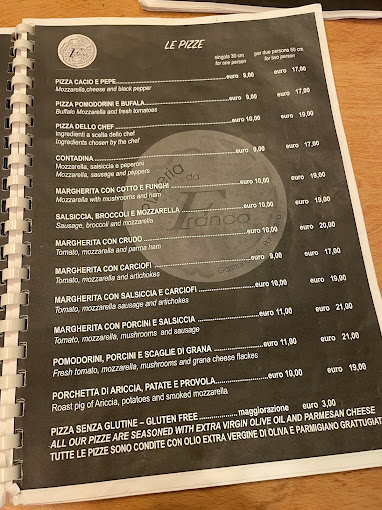 LE PIZZE
singola 30 cm per due persone 50 cm
for one person for two person
PIZZA CACIO E PEPE euro 9,00 euro 17,00
Mozzarella,cheese and black pepper
PIZZA POMODORINI E BUFALA euro 9,00 euro 17,00
Buffalo Mozzarella and fresh tomatoes
PIZZA DELLO CHEF euro 10,00 euro 19,00
Ingredienti a scelta dello chef
Ingredients chosen by the chef
CONTADINA euro 9,00 euro 17,00
Mozzarella, salsiccia e peperoni
Mozzarella, sausage and peppers
MARGHERITA CON COTTO E FUNGHI euro 10,00 euro 19,00
Mozzarella with mushrooms and ham
SALSICCIA, BROCCOLI E MOZZARELLA euro 10,00 euro 19,00
Sausage, broccoli and mozzarella
MARGHERITA CON CRUDO euro 10,00 euro 20,00
Tomato, mozzarella and parma ham
MARGHERITA CON CARCIOFI euro 9,00 euro 17,00
Tomato, mozzarella and artichokes
MARGHERITA CON SALSICCIA E CARCIOFI euro 10,00 euro 19,00
Tomato, mozzarella sausage and artichokes
MARGHERITA CON PORCINI E SALSICCIA euro 11,00 euro 21,00
Tomato, mozzarella, mushrooms and sausage
POMODORINI, PORCINI E SCAGLIE DI GRANA euro 11,00 euro 21,00
Fresh tomato, mozzarella, mushrooms and grana cheese flackes
PORCHETTA DI ARICCIA, PATATE E PROVOLA euro 10,00 euro 19,00
Roast pig of Ariccia, potatoes and smoked mozzarella
PIZZA SENZA GLUTINE – GLUTEN FREE maggiorazione euro 3,00
ALL OUR PIZZE ARE SEASONED WITH EXTRA VIRGIN OLIVE OIL AND PARMESAN CHEESE
TUTTE LE PIZZE SONO CONDITE CON OLIO EXTRA VERGINE DI OLIVA E PARMIGIANO GRATTUGIAT
da
Franco